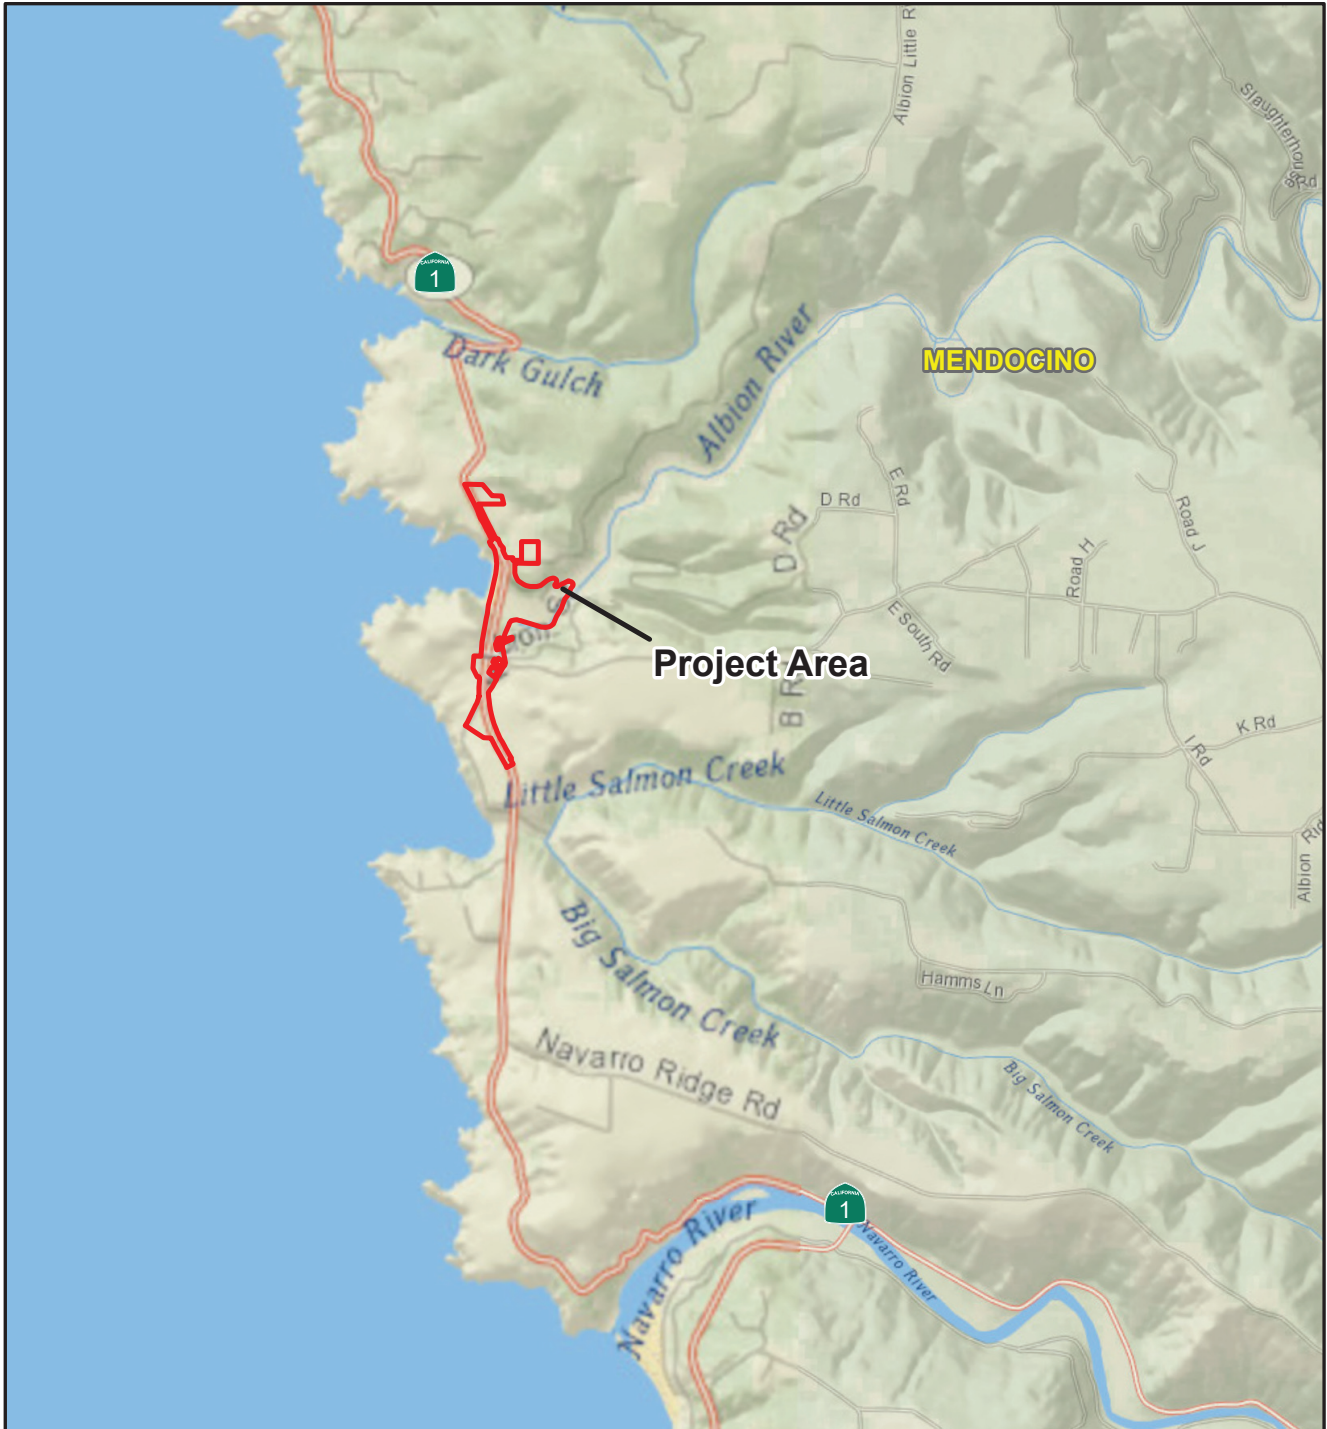 Albion Little R
Slaughterhouse
Rd
CALIFORNIA
1
Dark Gulch
Albion River
MENDOCINO
E Rd
D Rd
D Rd
Road J
Road H
E South Rd
Project Area
B R
K Rd
I Rd
Little Salmon Creek
Little Salmon Creek
Albion Rid
Big Salmon Creek
Hamms Ln
Navarro Ridge Rd
Big Salmon Creek
CALIFORNIA
1
Navarro River
Navarro River